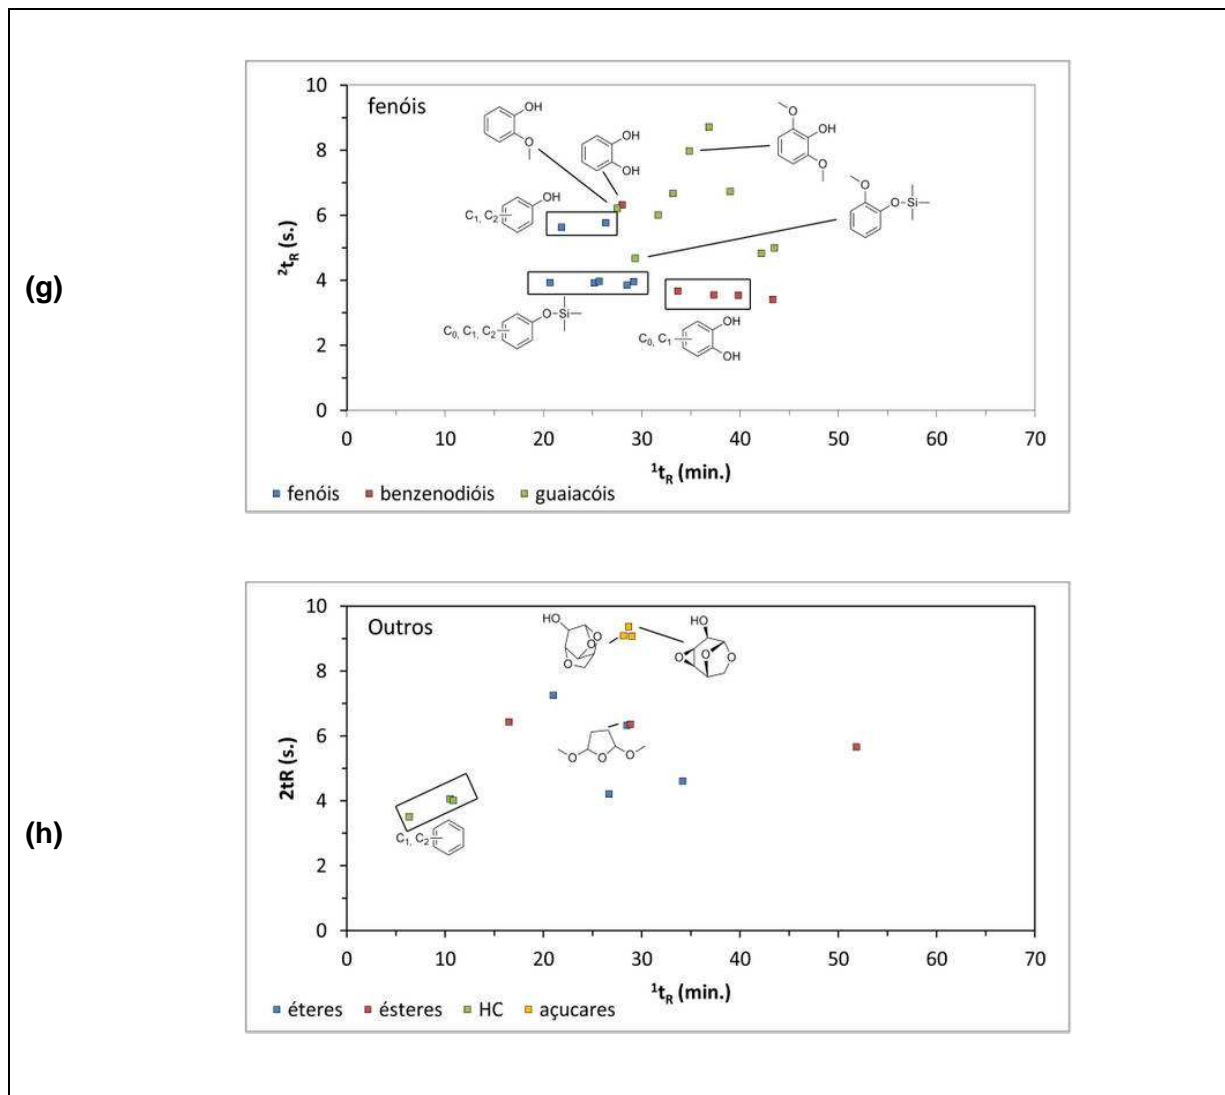 (g)
fenóis
10
8
6
4
2
0
²tR (s.)
0 10 20 30 40 50 60 70
¹tR (min.)
OH
O
OH
OH
O
OH
O
C1, C2
OH
O
O
Si
C0, C1, C2
O
Si
C0, C1
OH
OH
fenóis benzenodióis guaiacóis
(h)
Outros
10
8
6
4
2
0
2tR (s.)
0 10 20 30 40 50 60 70
¹tR (min.)
HO
O
O
O
HO
O
O
O
O
O
O
C1, C2
éteres ésteres HC açucares